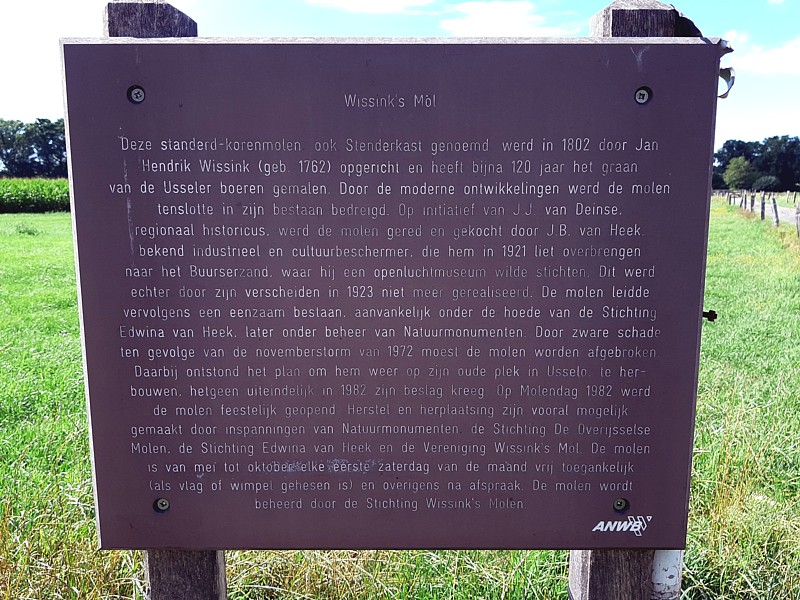 Wissink's Möl
Deze standerd-korenmolen, ook Stenderkast genoemd, werd in 1802 door Jan
Hendrik Wissink (geb. 1762) opgericht en heeft bijna 120 jaar het graan
van de Usseler boeren gemalen. Door de moderne ontwikkelingen werd de molen
tenslotte in zijn bestaan bedreigd. Op initiatief van J.J. van Deinse,
regionaal historicus, werd de molen gered en gekocht door J.B. van Heek,
bekend industrieel en cultuurbeschermer, die hem in 1921 liet overbrengen
naar het Buurserzand, waar hij een openluchtmuseum wilde stichten. Dit werd
echter door zijn verscheiden in 1923 niet meer gerealiseerd. De molen leidde
vervolgens een eenzaam bestaan, aanvankelijk onder de hoede van de Stichting
Edwina van Heek, later onder beheer van Natuurmonumenten. Door zware schade
ten gevolge van de novemberstorm van 1972 moest de molen worden afgebroken.
Daarbij ontstond het plan om hem weer op zijn oude plek in Usselo te her-
bouwen, hetgeen uiteindelijk in 1982 zijn beslag kreeg. Op Molendag 1982 werd
de molen feestelijk geopend. Herstel en herplaatsing zijn vooral mogelijk
gemaakt door inspanningen van Natuurmonumenten, de Stichting De Overijsselse
Molen, de Stichting Edwina van Heek en de Vereniging Wissink's Möl. De molen
is van mei tot oktober elke eerste zaterdag van de maand vrij toegankelijk
(als vlag of wimpel gehesen is) en overigens na afspraak. De molen wordt
beheerd door de Stichting Wissink's Molen.
ANWB